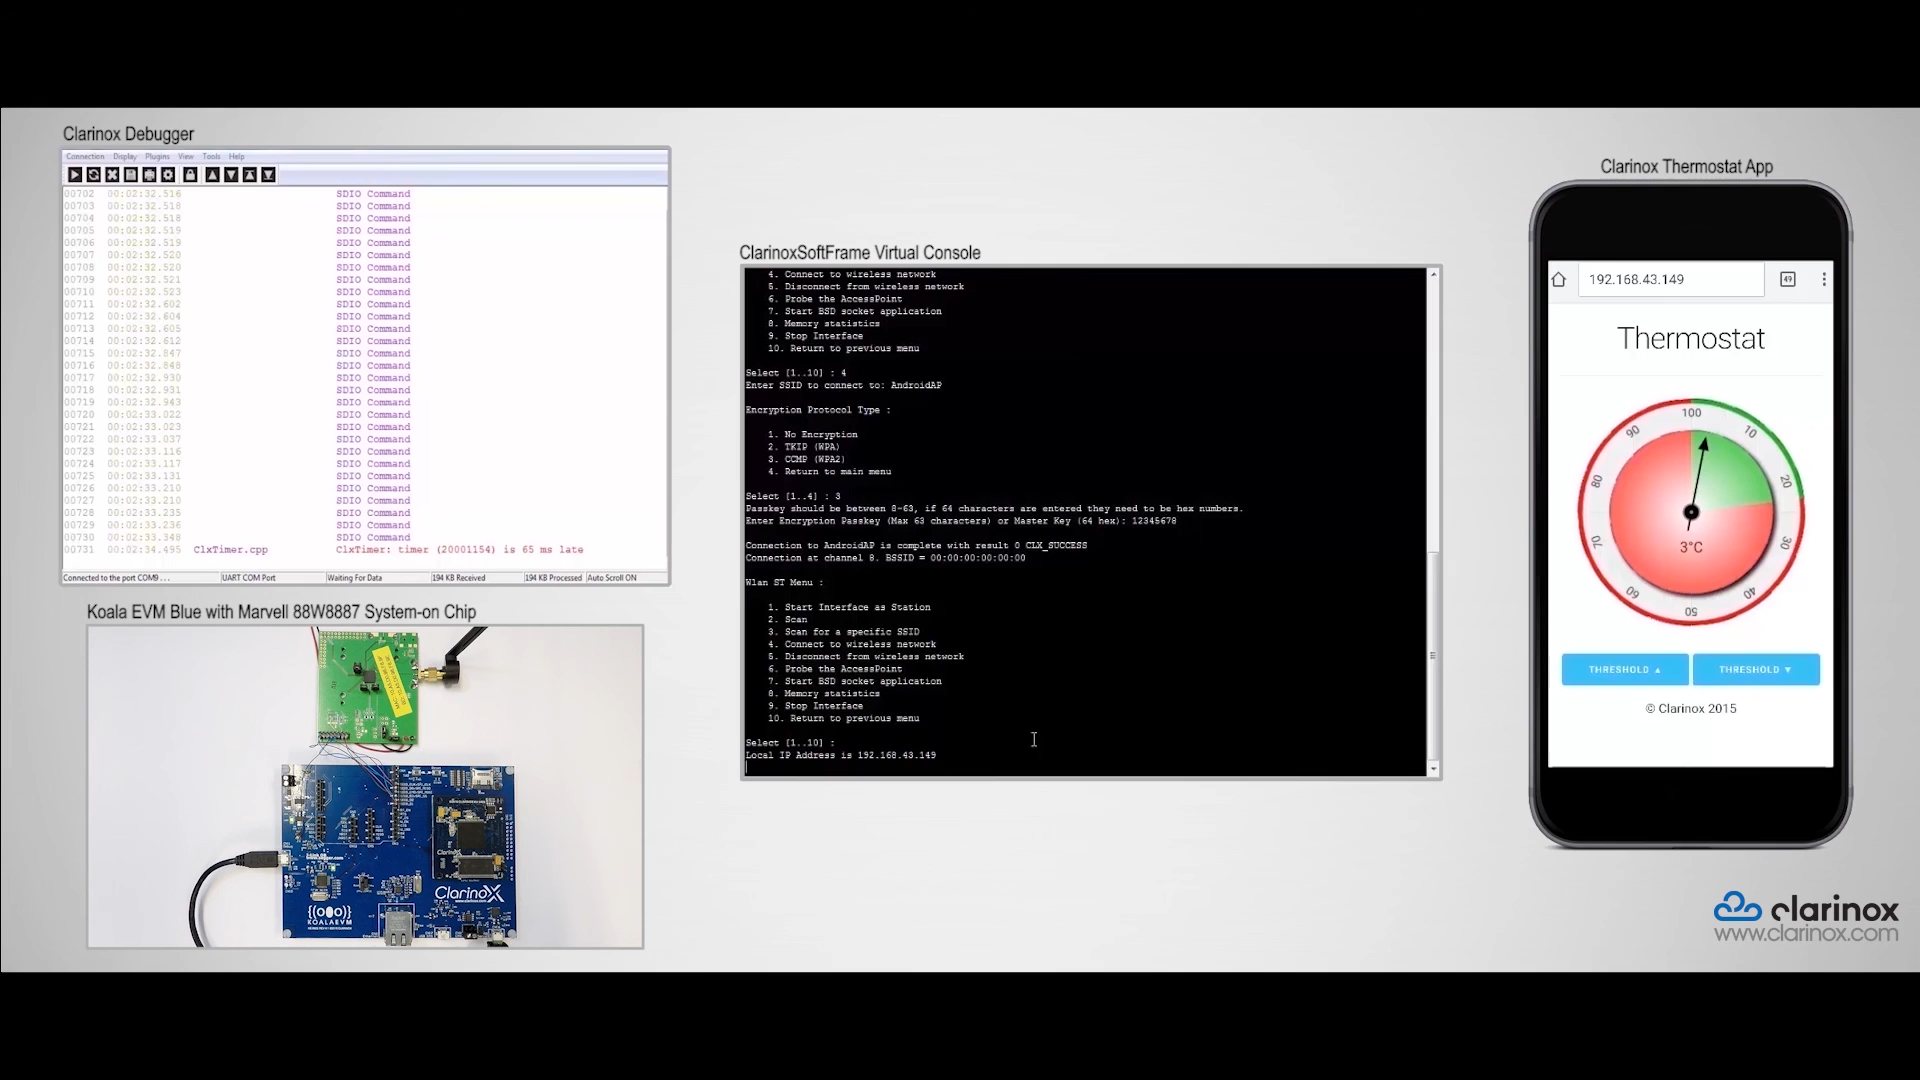 Clarinox Debugger
Connection Display Plugins View Tools Help
00702 00:02:32.516 SDIO Command
00703 00:02:32.518 SDIO Command
00704 00:02:32.518 SDIO Command
00705 00:02:32.519 SDIO Command
00706 00:02:32.519 SDIO Command
00707 00:02:32.520 SDIO Command
00708 00:02:32.520 SDIO Command
00709 00:02:32.521 SDIO Command
00710 00:02:32.523 SDIO Command
00711 00:02:32.602 SDIO Command
00712 00:02:32.604 SDIO Command
00713 00:02:32.605 SDIO Command
00714 00:02:32.612 SDIO Command
00715 00:02:32.847 SDIO Command
00716 00:02:32.848 SDIO Command
00717 00:02:32.930 SDIO Command
00718 00:02:32.931 SDIO Command
00719 00:02:32.943 SDIO Command
00720 00:02:33.022 SDIO Command
00721 00:02:33.023 SDIO Command
00722 00:02:33.037 SDIO Command
00723 00:02:33.116 SDIO Command
00724 00:02:33.117 SDIO Command
00725 00:02:33.131 SDIO Command
00726 00:02:33.210 SDIO Command
00727 00:02:33.210 SDIO Command
00728 00:02:33.235 SDIO Command
00729 00:02:33.236 SDIO Command
00730 00:02:33.348 SDIO Command
00731 00:02:34.495 ClxTimer.cpp ClxTimer: timer (20001154) is 65 ms late
Connected to the port COM9 . . . UART COM Port Waiting For Data 194 KB Received 194 KB Processed Auto Scroll ON
Koala EVM Blue with Marvell 88W8887 System-on Chip
ClarinoX
www.clarinox.com
((o●o))
KOALAEVM
ClarinoxSoftFrame Virtual Console
4. Connect to wireless network
5. Disconnect from wireless network
6. Probe the AccessPoint
7. Start BSD socket application
8. Memory statistics
9. Stop Interface
10. Return to previous menu
Select [1..10] : 4
Enter SSID to connect to: AndroidAP
Encryption Protocol Type :
1. No Encryption
2. TKIP (WPA)
3. CCMP (WPA2)
4. Return to main menu
Select [1..4] : 3
Passkey should be between 8-63, if 64 characters are entered they need to be hex numbers.
Enter Encryption Passkey (Max 63 characters) or Master Key (64 hex): 12345678
Connection to AndroidAP is complete with result 0 CLX_SUCCESS
Connection at channel 8. BSSID = 00:00:00:00:00:00
Wlan ST Menu :
1. Start Interface as Station
2. Scan
3. Scan for a specific SSID
4. Connect to wireless network
5. Disconnect from wireless network
6. Probe the AccessPoint
7. Start BSD socket application
8. Memory statistics
9. Stop Interface
10. Return to previous menu
Select [1..10] :
Local IP Address is 192.168.43.149
Clarinox Thermostat App
192.168.43.149 49
Thermostat
100
90 10
80 20
70 30
3°C
60 40
50
THRESHOLD ▲ THRESHOLD ▼
© Clarinox 2015
clarinox
www.clarinox.com